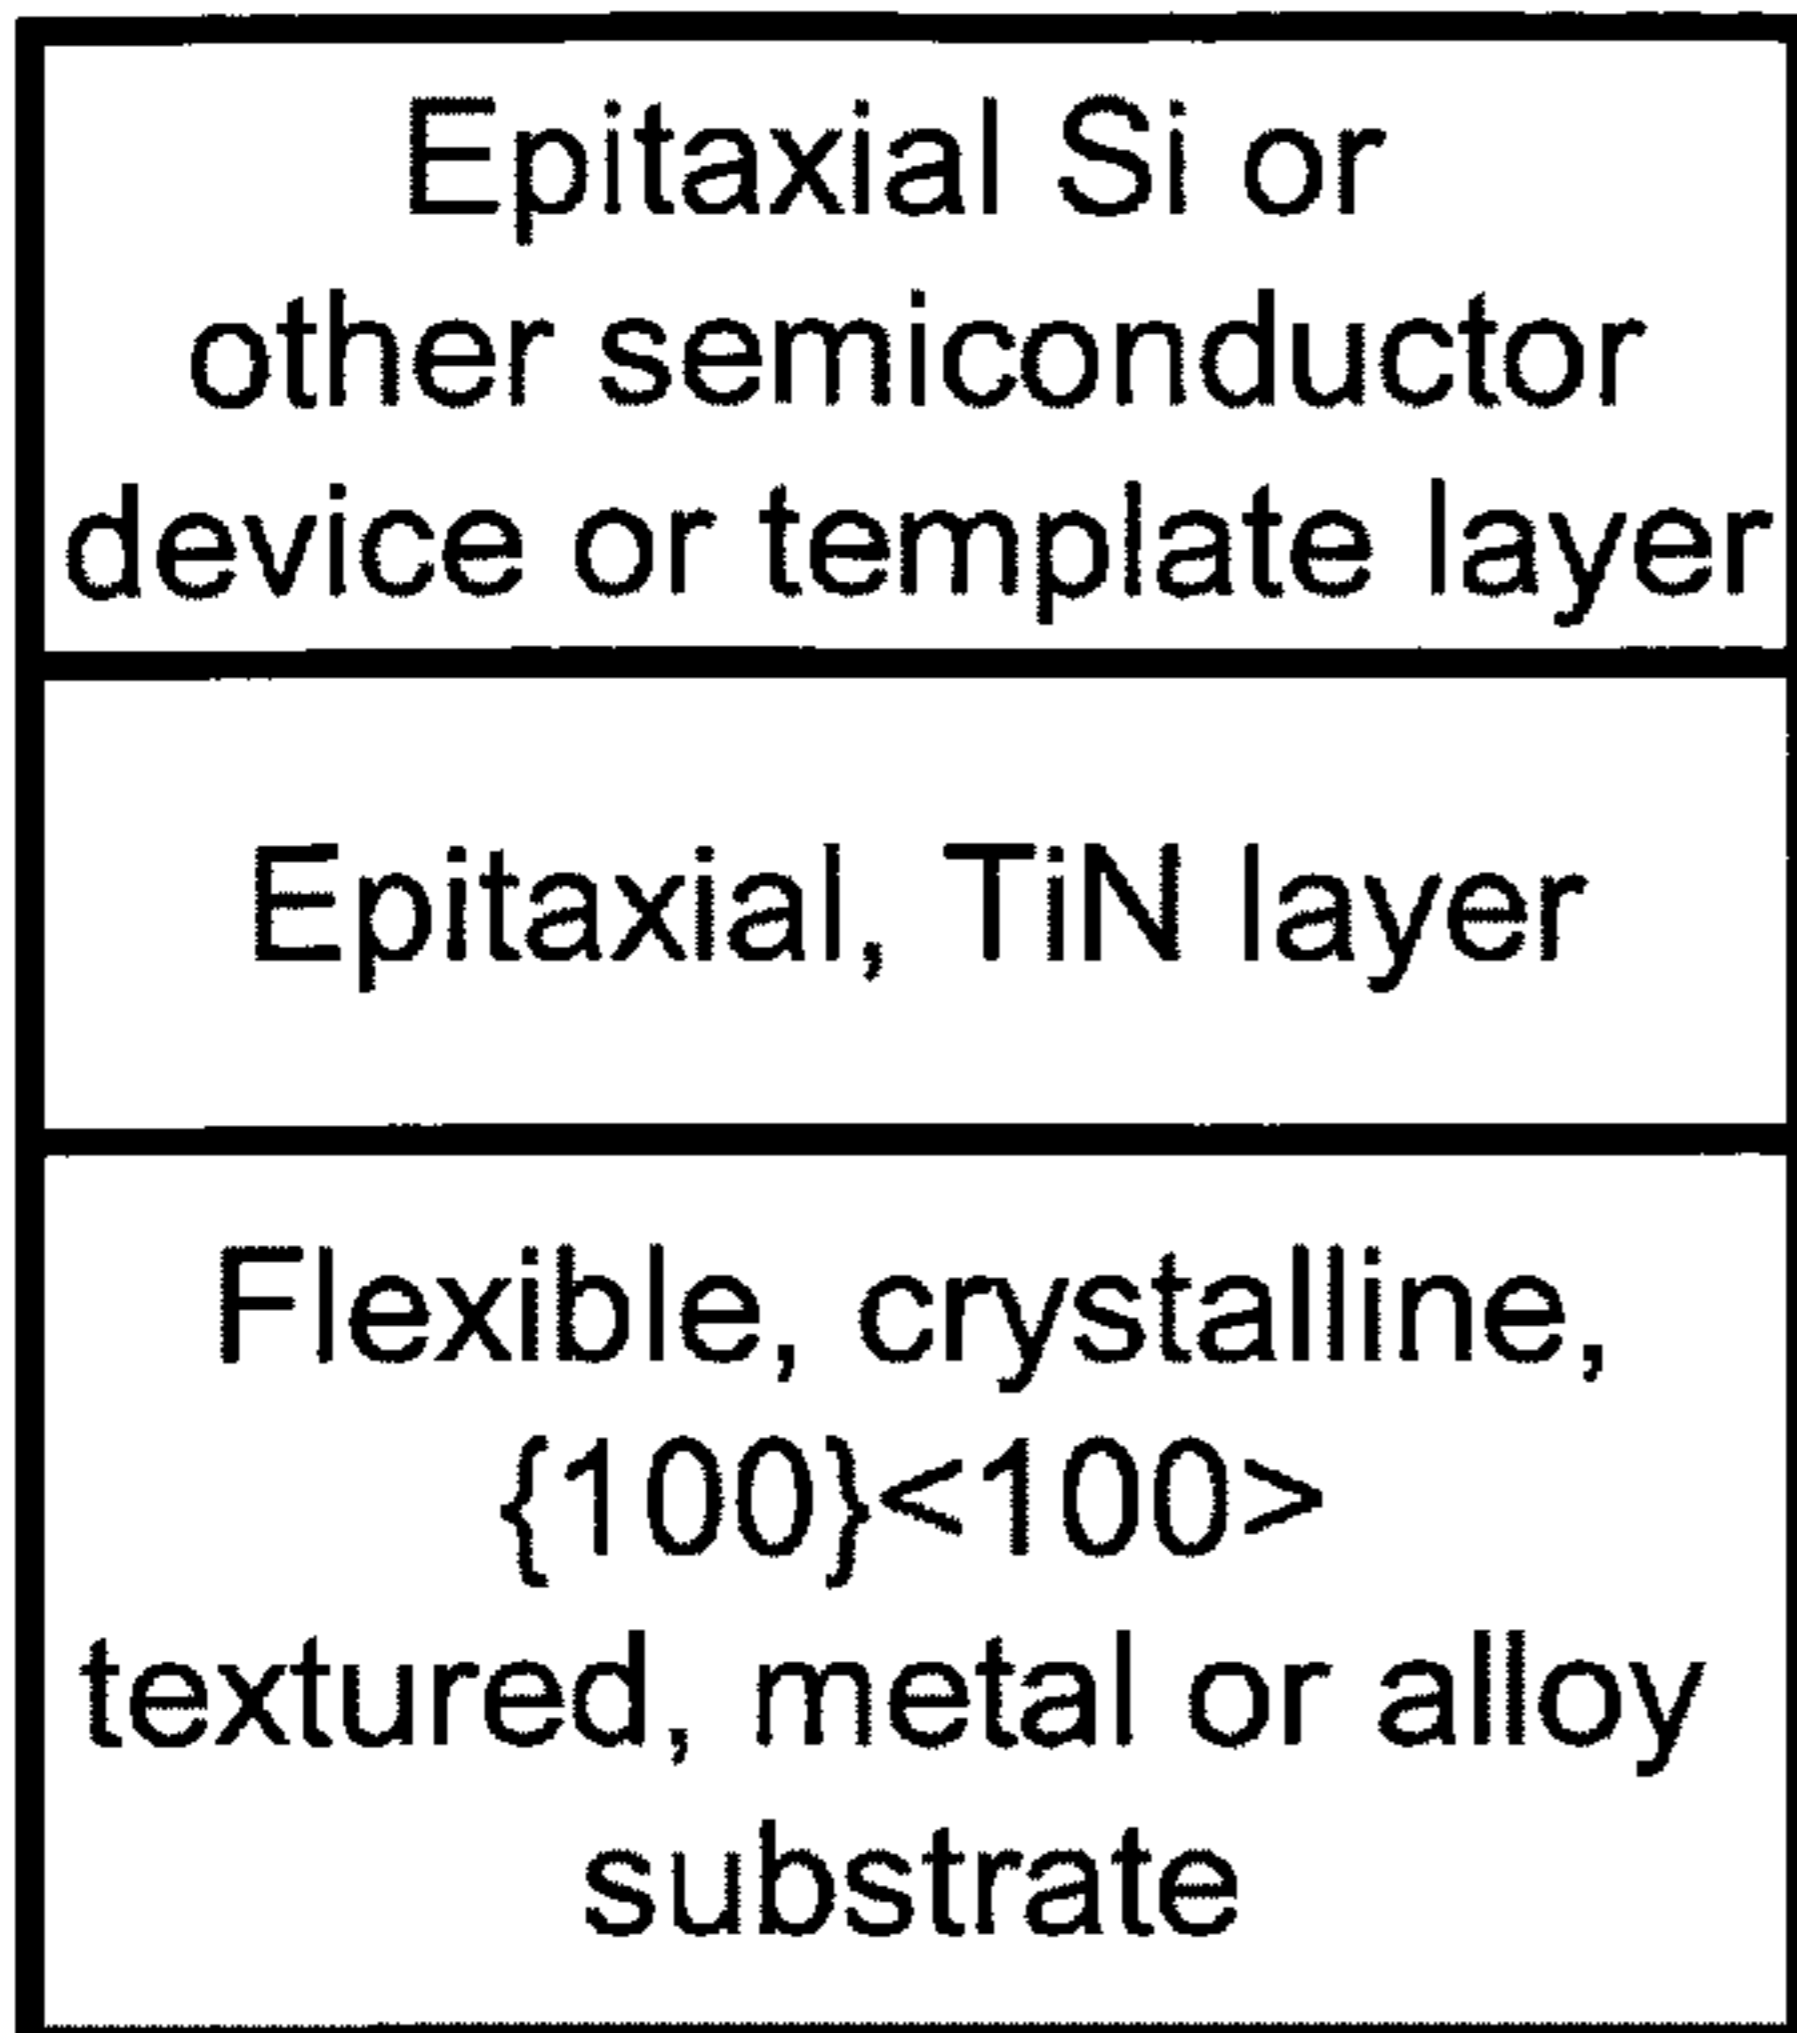 Epitaxial Si or
other semiconductor
device or template layer
Epitaxial, TiN layer
Flexible, crystalline,
{100}<100>
textured, metal or alloy
substrate